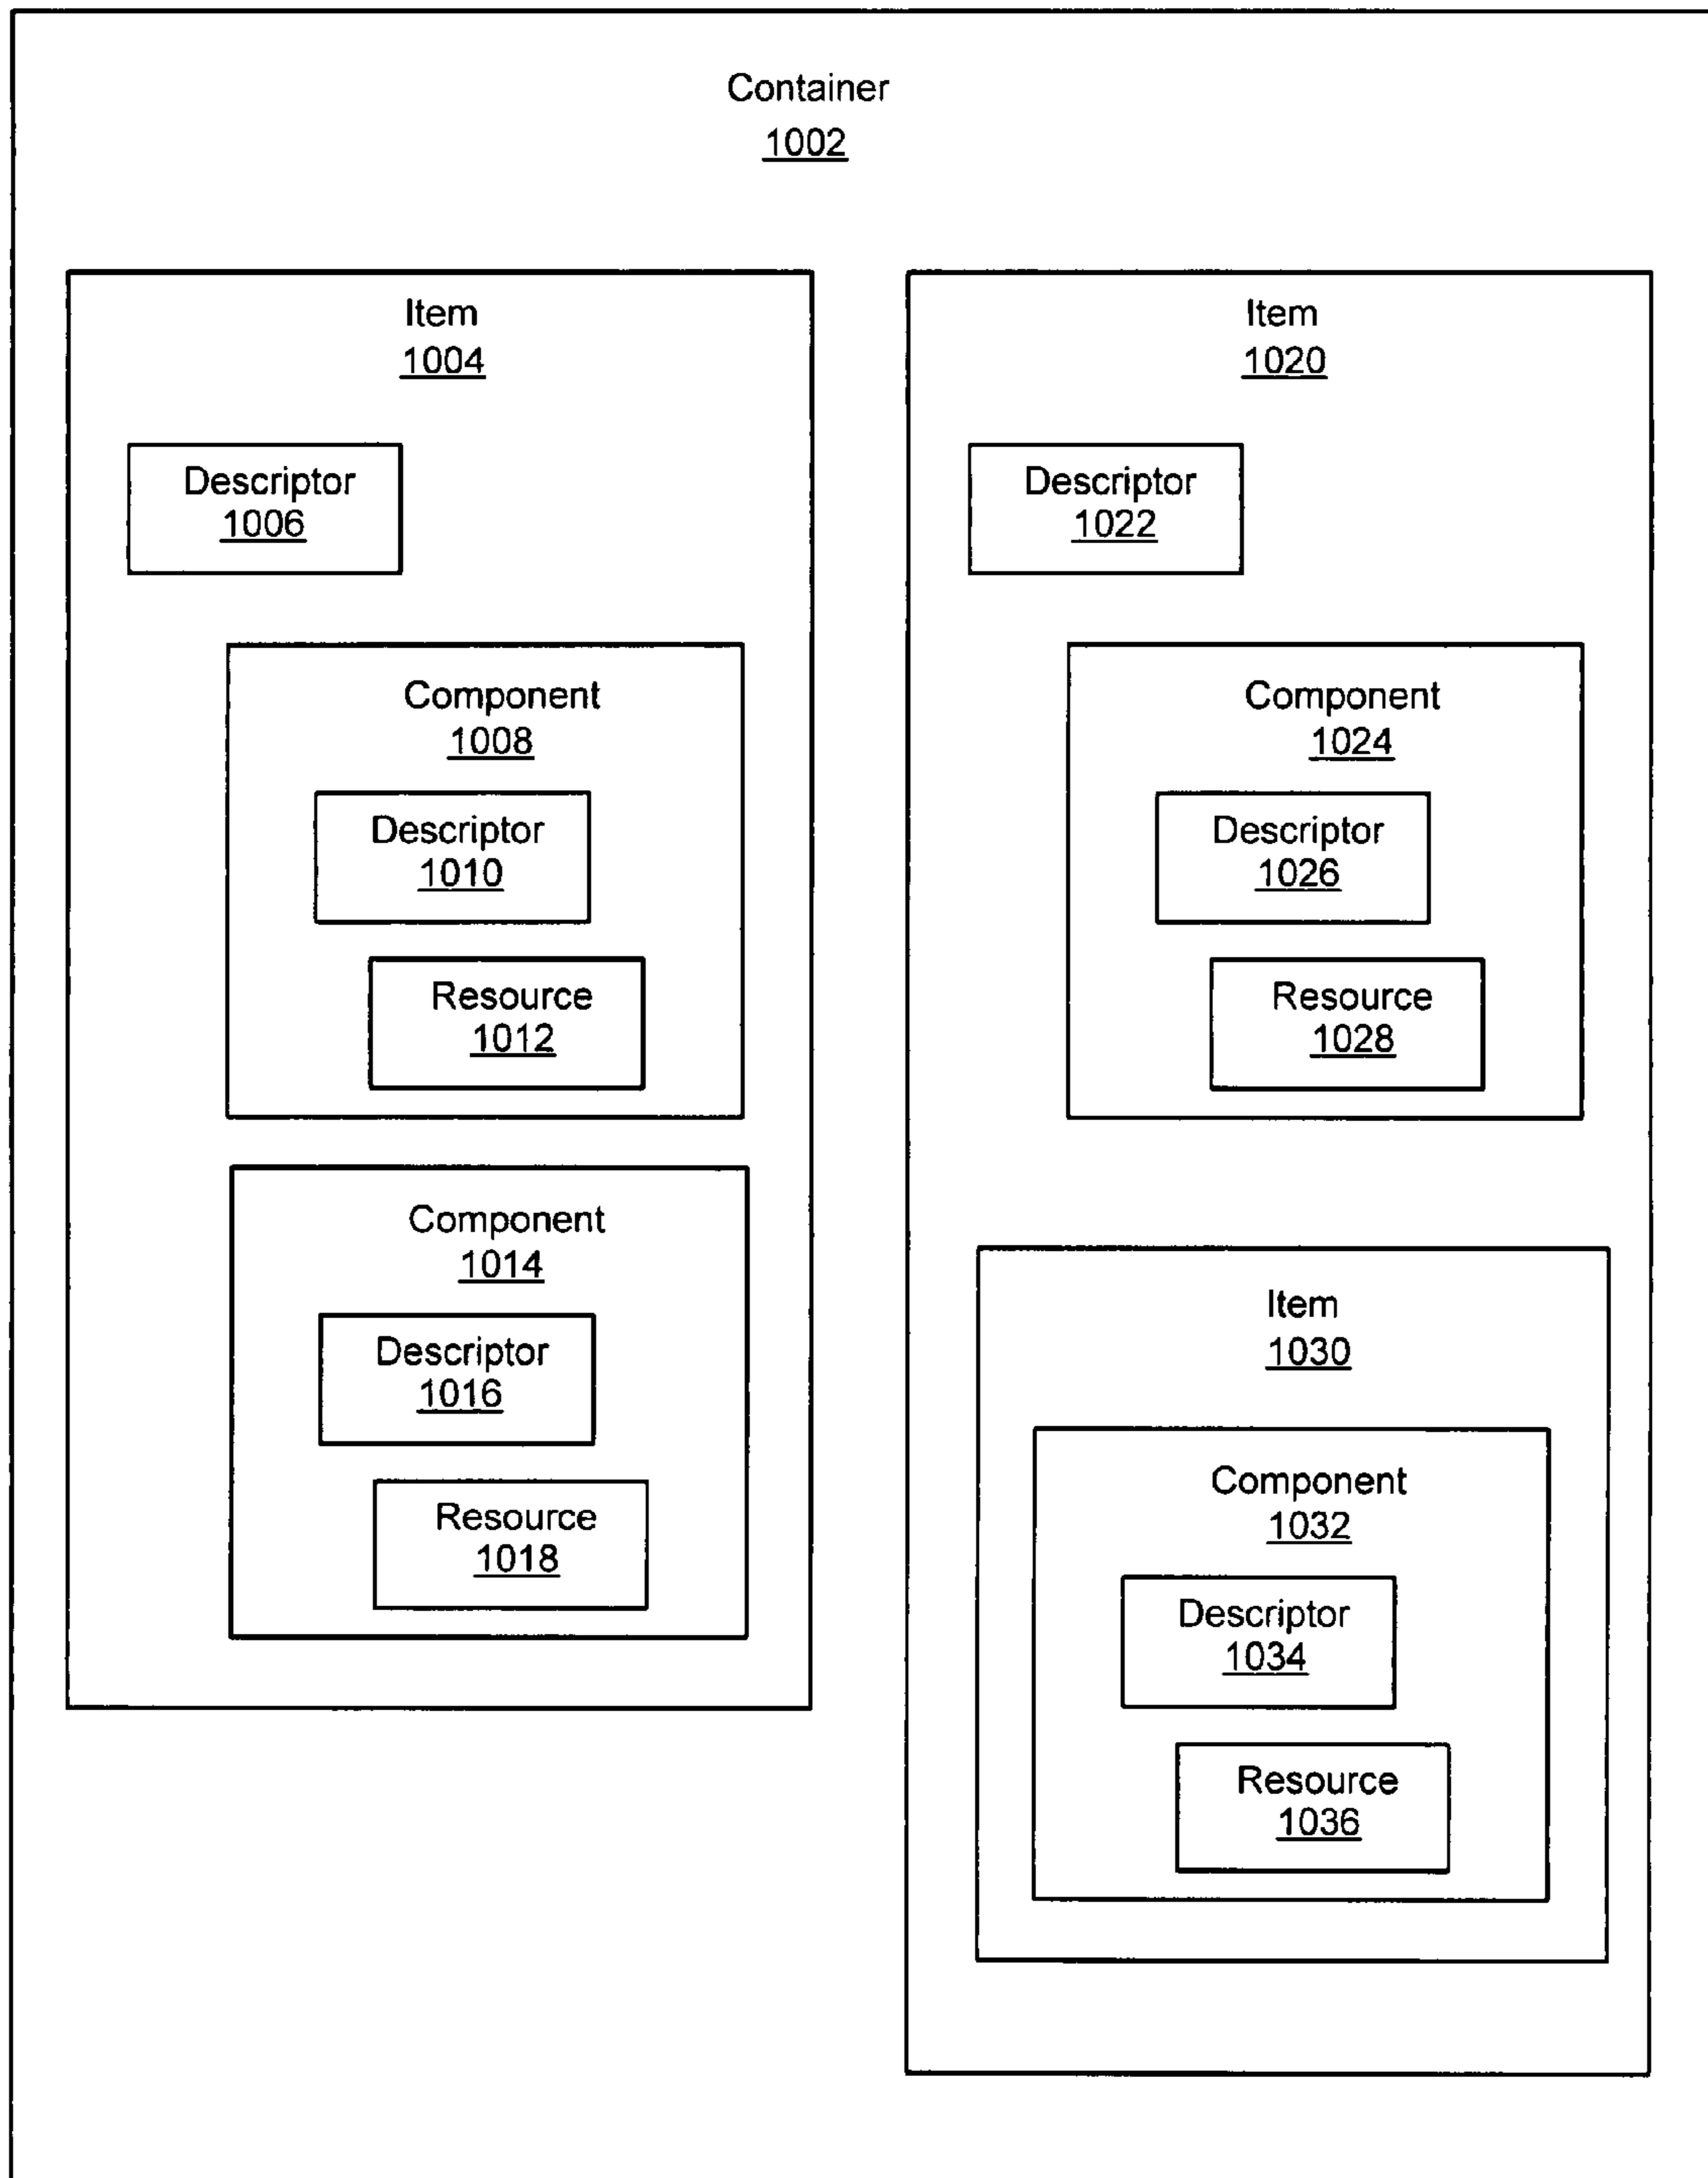 Container
1002
Item
1004
Descriptor
1006
Component
1008
Descriptor
1010
Resource
1012
Component
1014
Descriptor
1016
Resource
1018
Item
1020
Descriptor
1022
Component
1024
Descriptor
1026
Resource
1028
Item
1030
Component
1032
Descriptor
1034
Resource
1036